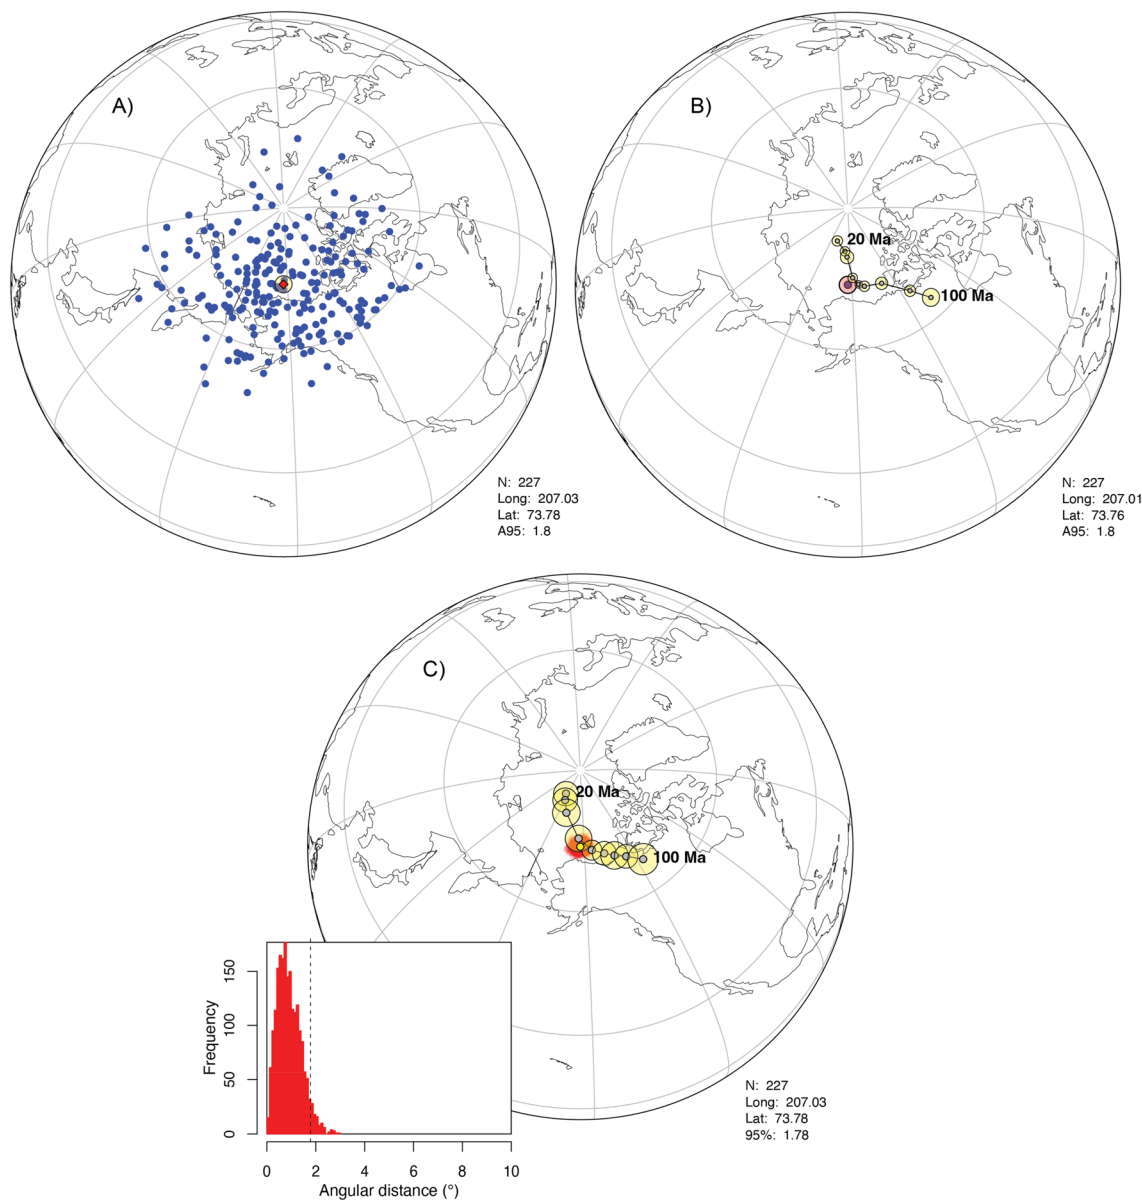 A)
N: 227
Long: 207.03
Lat: 73.78
A95: 1.8
B)
20 Ma
100 Ma
N: 227
Long: 207.01
Lat: 73.76
A95: 1.8
C)
20 Ma
100 Ma
N: 227
Long: 207.03
Lat: 73.78
95%: 1.78
Frequency
150
100
50
0
0 2 4 6 8 10
Angular distance (°)